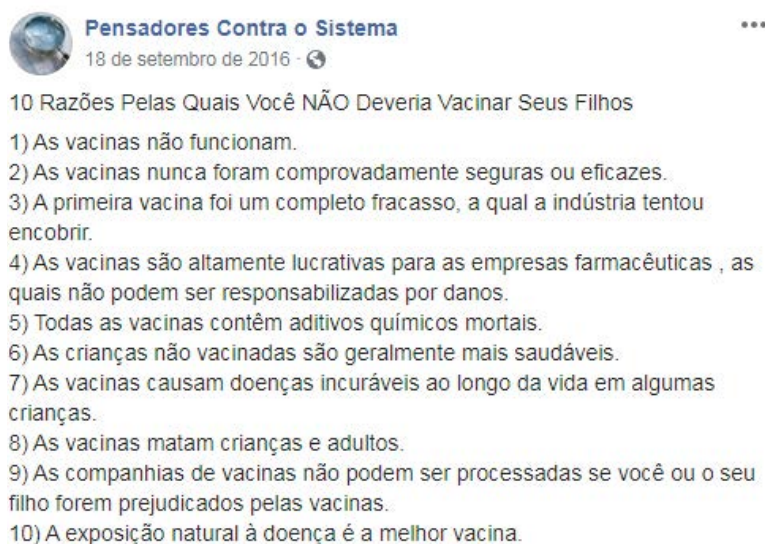 Pensadores Contra o Sistema
18 de setembro de 2016 ·
10 Razões Pelas Quais Você NÃO Deveria Vacinar Seus Filhos
1) As vacinas não funcionam.
2) As vacinas nunca foram comprovadamente seguras ou eficazes.
3) A primeira vacina foi um completo fracasso, a qual a indústria tentou
encobrir.
4) As vacinas são altamente lucrativas para as empresas farmacêuticas , as
quais não podem ser responsabilizadas por danos.
5) Todas as vacinas contêm aditivos químicos mortais.
6) As crianças não vacinadas são geralmente mais saudáveis.
7) As vacinas causam doenças incuráveis ao longo da vida em algumas
crianças.
8) As vacinas matam crianças e adultos.
9) As companhias de vacinas não podem ser processadas se você ou o seu
filho forem prejudicados pelas vacinas.
10) A exposição natural à doença é a melhor vacina.